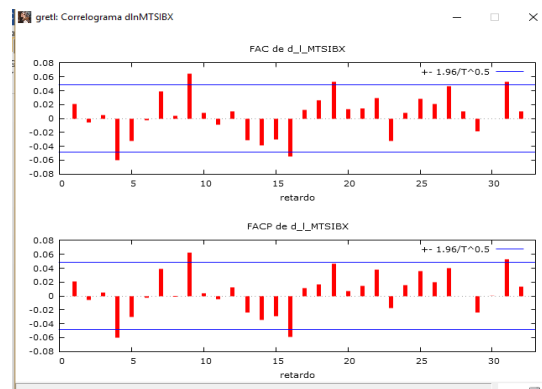 gretl: Correlograma dlnMTSIBX
FAC de d_l_MTSIBX
+- 1.96/T^0.5
0.08
0.06
0.04
0.02
0
-0.02
-0.04
-0.06
-0.08
0 5 10 15 20 25 30
retardo
FACP de d_l_MTSIBX
+- 1.96/T^0.5
0.08
0.06
0.04
0.02
0
-0.02
-0.04
-0.06
-0.08
0 5 10 15 20 25 30
retardo